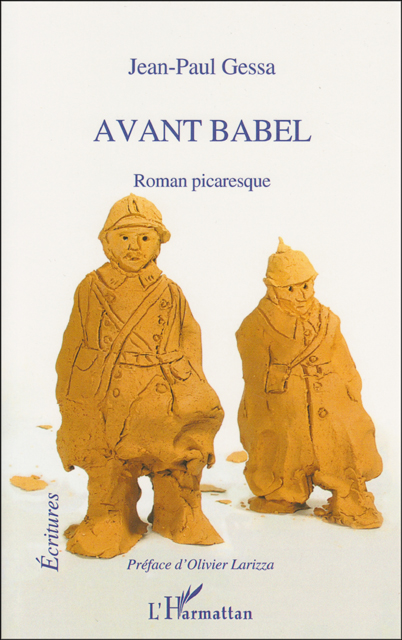 Jean-Paul Gessa
AVANT BABEL
Roman picaresque
Écritures
Préface d'Olivier Larizza
L'Harmattan